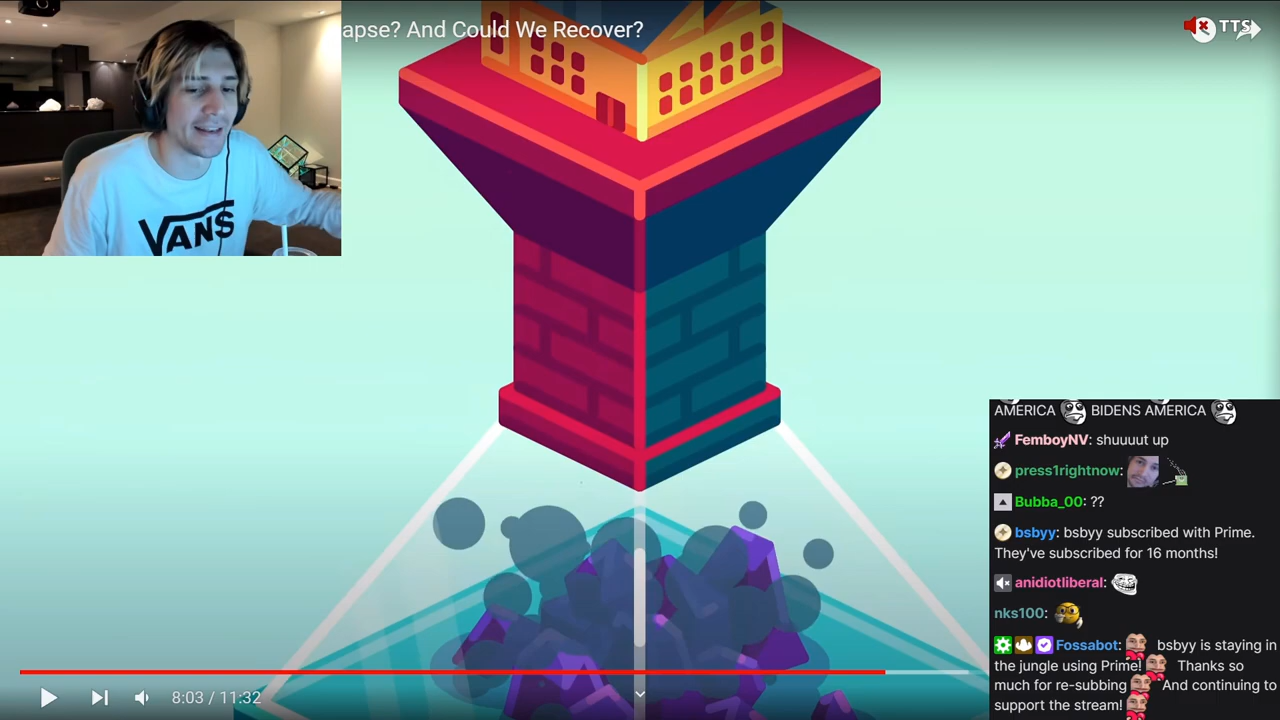 apse? And Could We Recover?
TTS
VANS
AMERICA BIDENS AMERICA
FemboyNV: shuuuut up
press1rightnow:
Bubba_00: ??
bsbyy: bsbyy subscribed with Prime.
They've subscribed for 16 months!
anidiotliberal:
nks100:
Fossabot: bsbyy is staying in
the jungle using Prime! Thanks so
much for re-subbing And continuing to
support the stream!
8:03 / 11:32